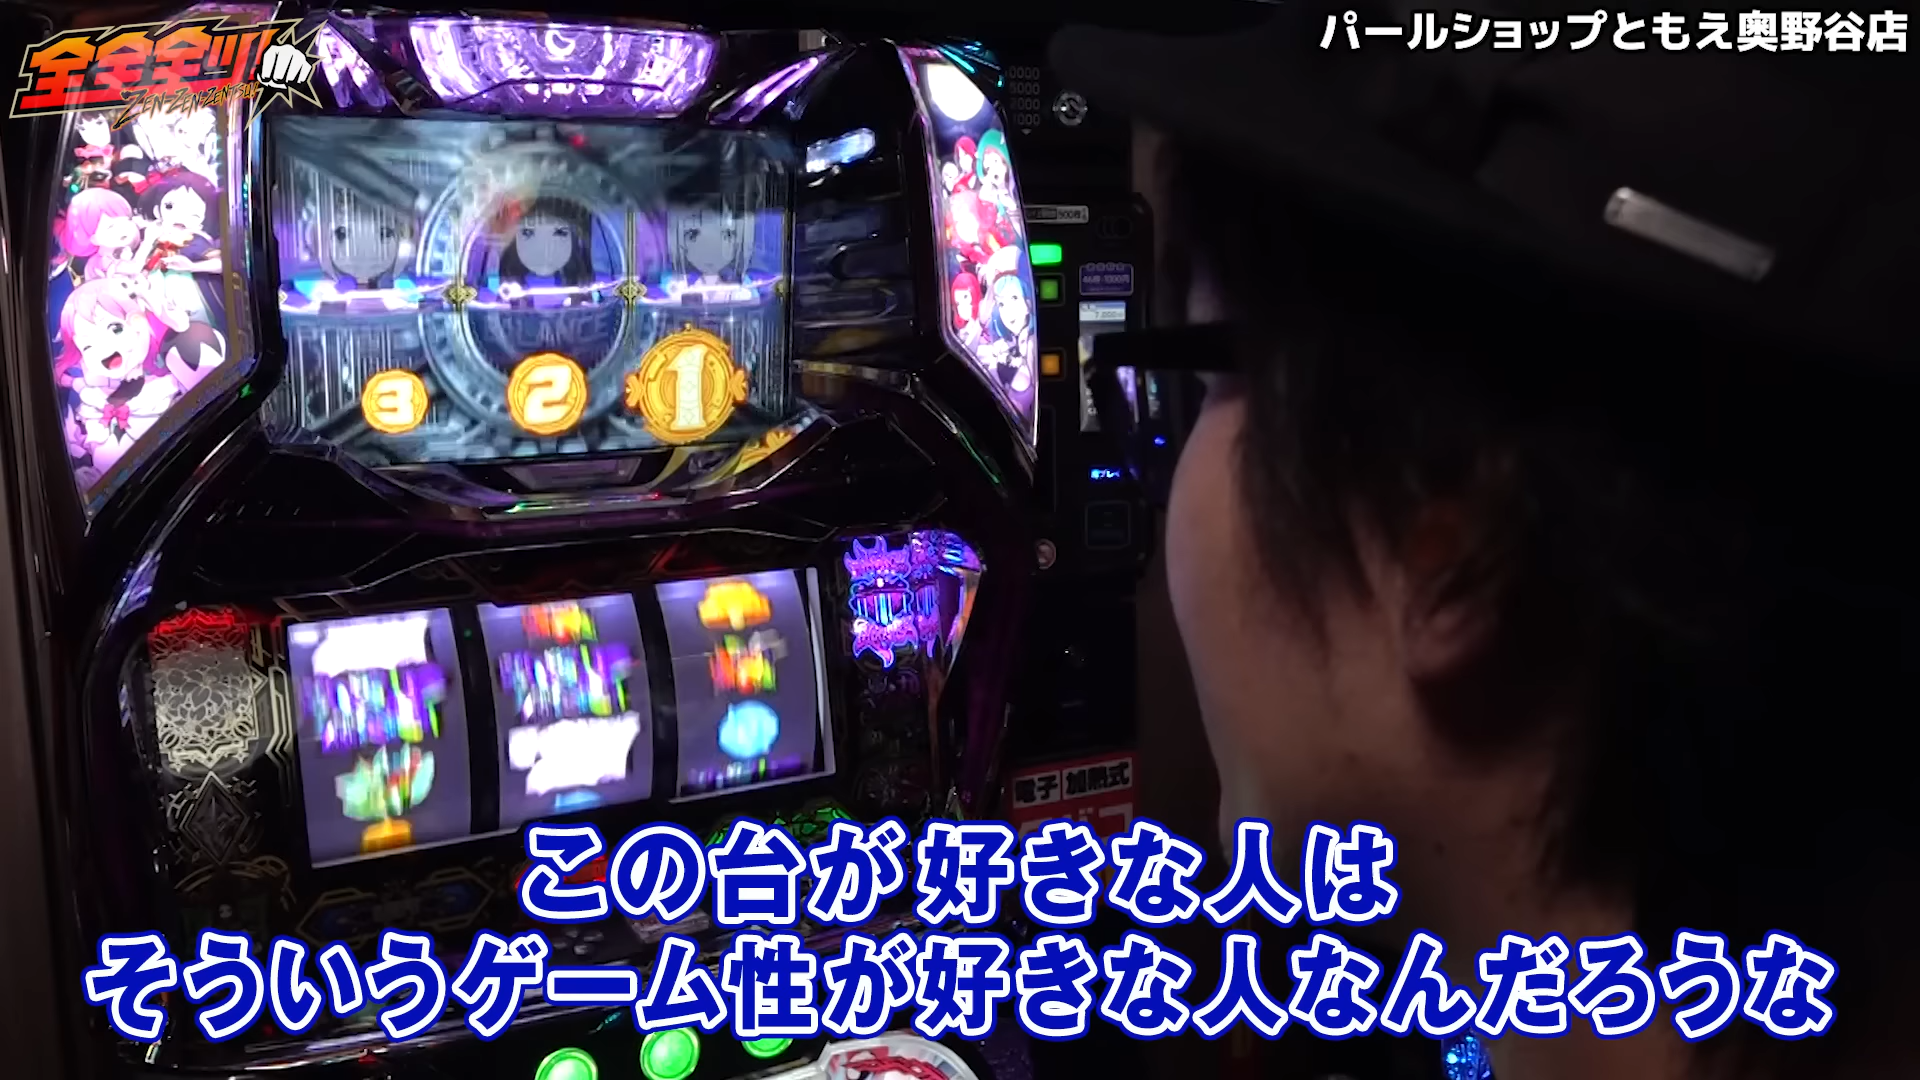 全全全ツ!!
ZEN-ZEN-ZENTSU!!
パールショップともえ奥野谷店
3
2
1
電子 加熱式
この台が好きな人は
そういうゲーム性が好きな人なんだろうな